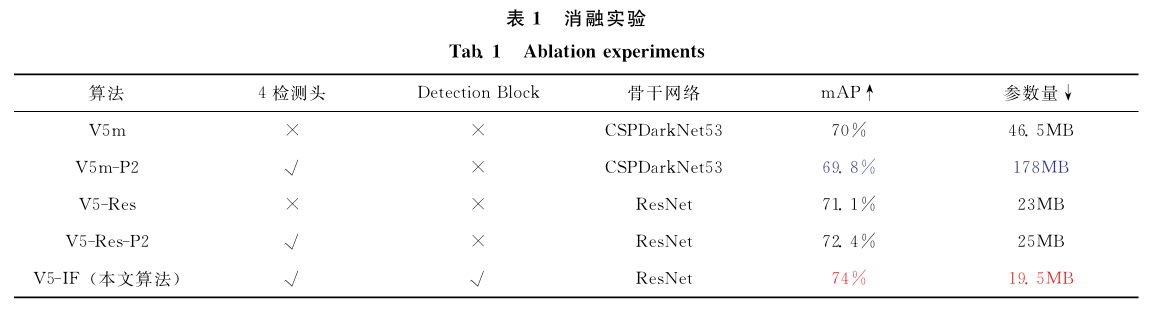 表 1 消融实验
Tab. 1 Ablation experiments
算法 4 检测头 Detection Block 骨干网络 mAP↑ 参数量↓
V5m × × CSPDarkNet53 70% 46.5MB
V5m-P2 √ × CSPDarkNet53 69.8% 178MB
V5-Res × × ResNet 71.1% 23MB
V5-Res-P2 √ × ResNet 72.4% 25MB
V5-IF（本文算法） √ √ ResNet 74% 19.5MB